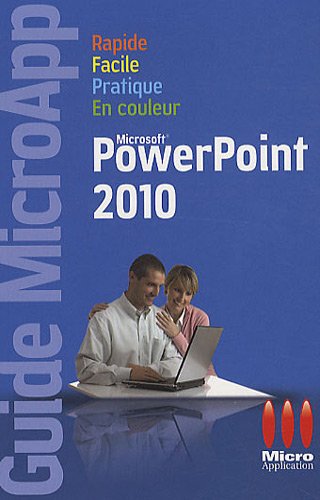 Guide MicroApp
Rapide
Facile
Pratique
En couleur
Microsoft®
PowerPoint
2010
Micro
Application